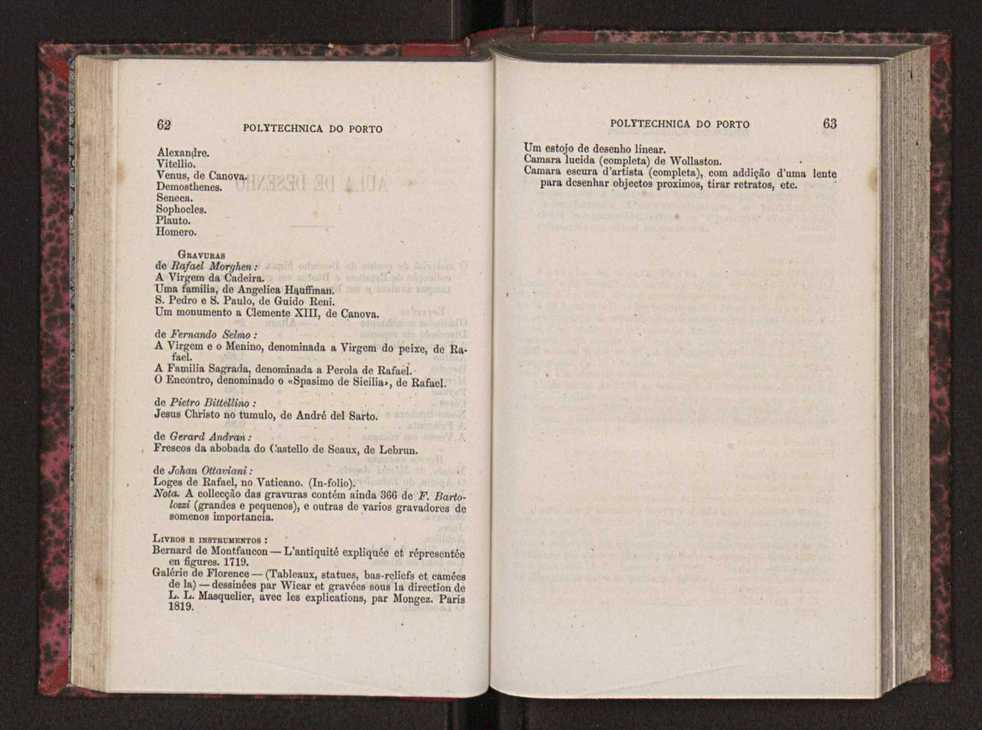 62
POLYTECHNICA DO PORTO
Alexandre.
Vitellio.
Venus, de Canova.
Demosthenes.
Seneca.
Sophocles.
Plauto.
Homero.
GRAVURAS
de Rafael Morghen:
A Virgem da Cadeira.
Uma familia, de Angelica Hauffman.
S. Pedro e S. Paulo, de Guido Reni.
Um monumento a Clemente XIII, de Canova.
de Fernando Selmo:
A Virgem e o Menino, denominada a Virgem do peixe, de Ra-
fael.
A Familia Sagrada, denominada a Perola de Rafael.
O Encontro, denominado o «Spasimo de Sicilia», de Rafael.
de Pietro Bittellino:
Jesus Christo no tumulo, de André del Sarto.
de Gerard Andran:
Frescos da abobada do Castello de Seaux, de Lebrun.
de Johan Ottaviani:
Loges de Rafael, no Vaticano. (In-folio).
Nota. A collecção das gravuras contém ainda 366 de F. Barto-
lozzi (grandes e pequenos), e outras de varios gravadores de
somenos importancia.
LIVROS E INSTRUMENTOS:
Bernard de Montfaucon — L'antiquité expliquée et répresentée
en figures. 1719.
Galérie de Florence — (Tableaux, statues, bas-reliefs et camées
de la) — dessinées par Wicar et gravées sous la direction de
L. L. Masquelier, avec les explications, par Mongez. Paris
1819.
POLYTECHNICA DO PORTO
63
Um estojo de desenho linear.
Camara lucida (completa) de Wollaston.
Camara escura d'artista (completa), com addição d'uma lente
para desenhar objectos proximos, tirar retratos, etc.